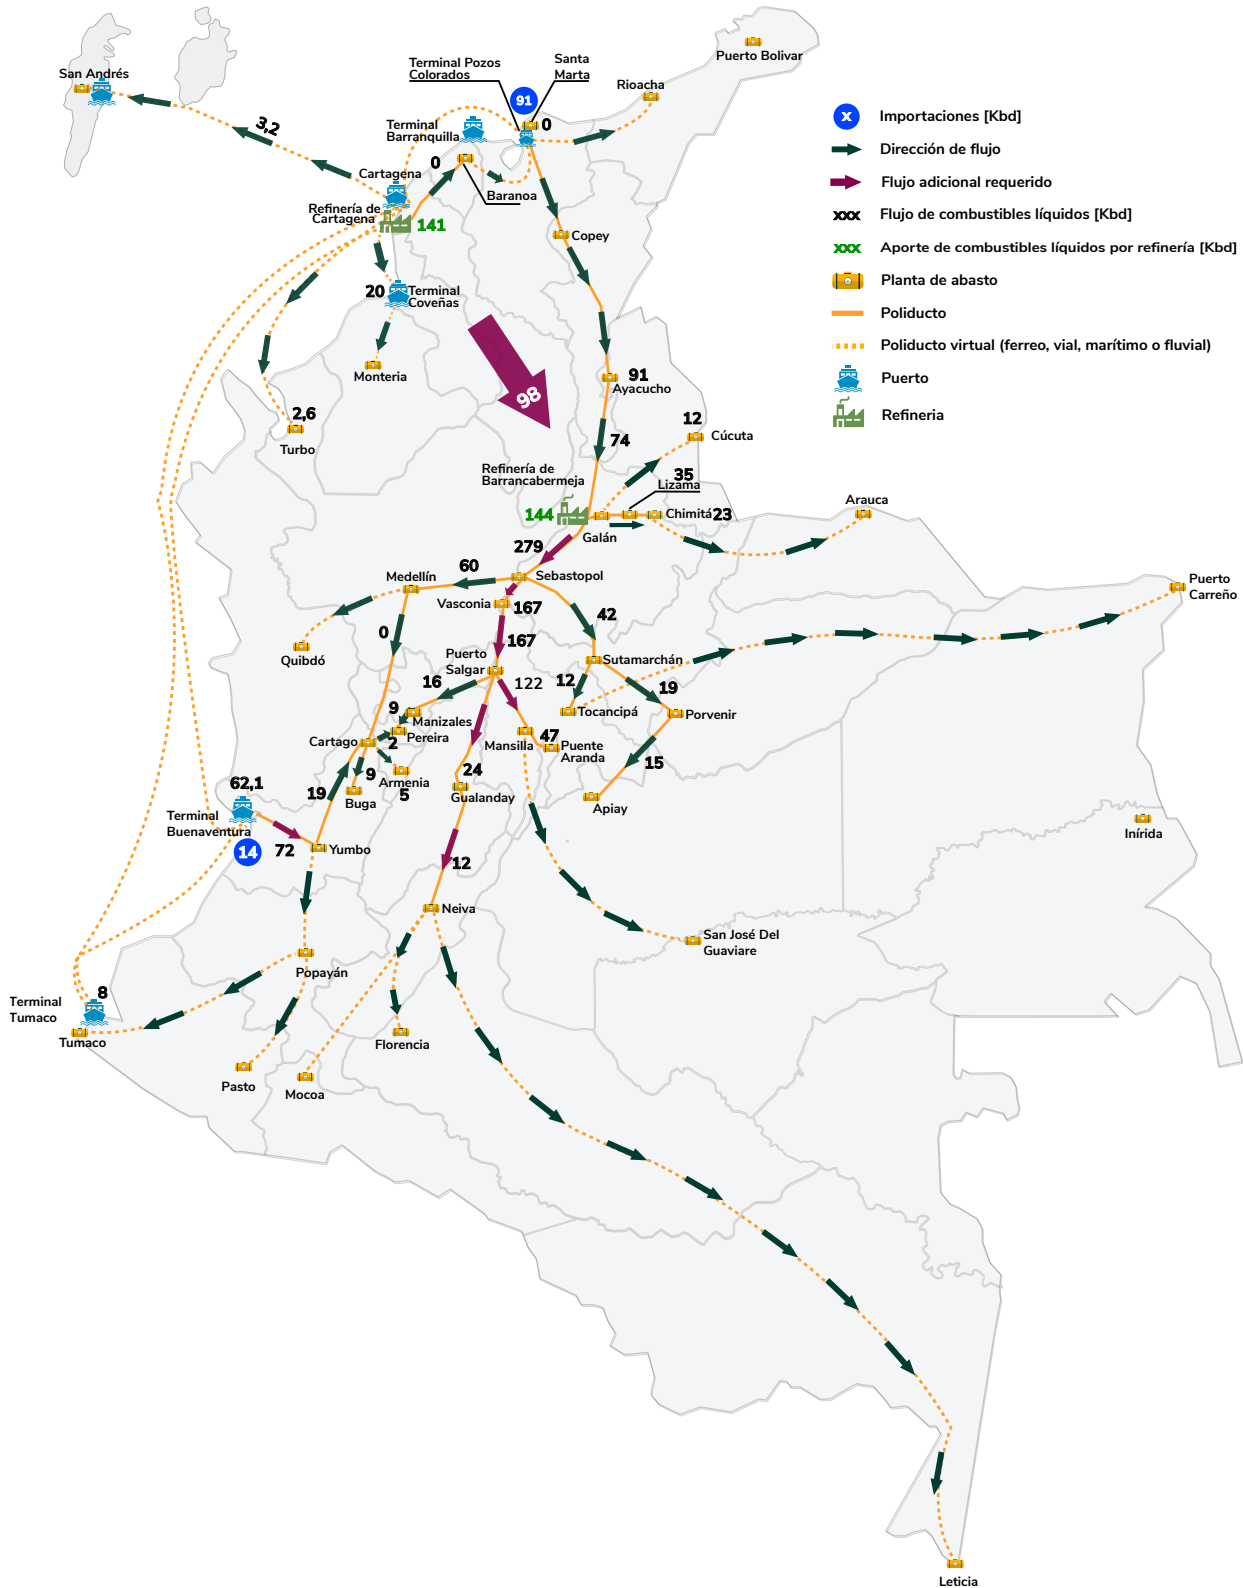 Puerto Bolivar
San Andrés
Terminal Pozos
Colorados
Santa
Marta
Rioacha
91
0
3,2
Terminal
Barranquilla
0
Baranoa
Cartagena
Refinería de
Cartagena
141
Copey
20
Terminal
Coveñas
Monteria
98
91
Ayacucho
2,6
Turbo
74
12
Cúcuta
Refinería de
Barrancabermeja
35
Lizama
144
Chimitá
23
Arauca
Galán
279
60
Medellín
Sebastopol
Puerto
Carreño
Vasconia
167
42
0
167
Quibdó
Puerto
Salgar
Sutamarchán
16
122
12
19
9
Manizales
Tocancipá
Porvenir
Pereira
Cartago
2
Mansilla
47
Puente
Aranda
9
Armenia
24
15
62,1
19
Buga
5
Gualanday
Apiay
Terminal
Buenaventura
14
72
Yumbo
12
Inírida
Neiva
San José Del
Guaviare
Popayán
8
Terminal
Tumaco
Tumaco
Florencia
Pasto
Mocoa
Leticia
X Importaciones [Kbd]
Dirección de flujo
Flujo adicional requerido
XXX Flujo de combustibles líquidos [Kbd]
XXX Aporte de combustibles líquidos por refinería [Kbd]
Planta de abasto
Poliducto
Poliducto virtual (ferreo, vial, marítimo o fluvial)
Puerto
Refineria